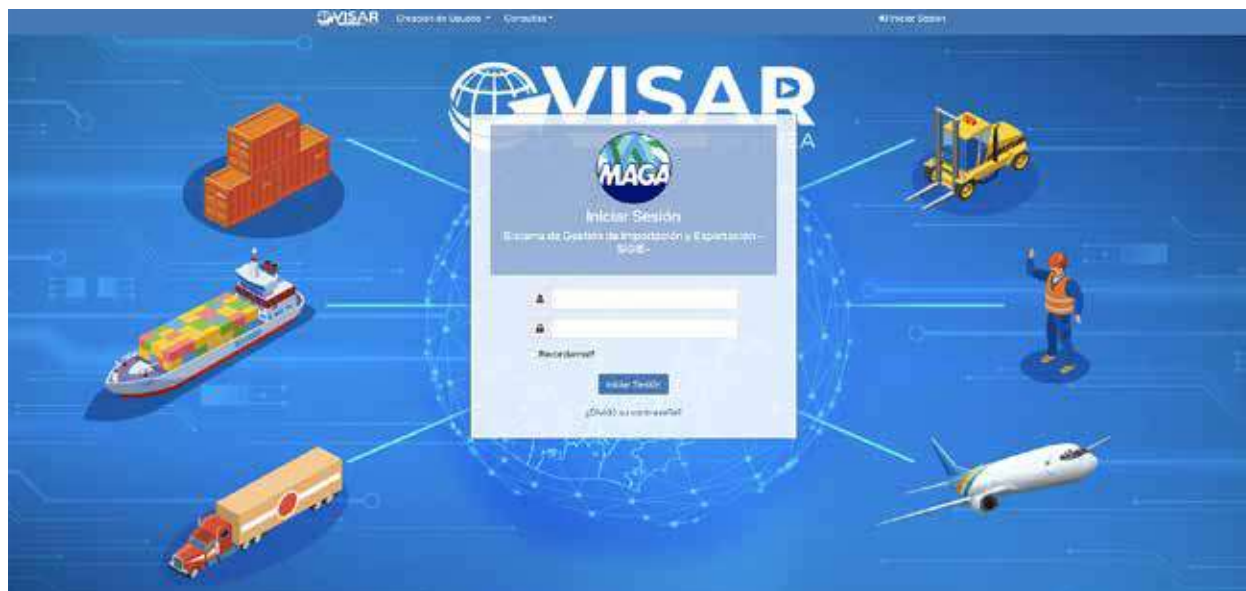 VISAR
Creación de Usuario
Consultas
Iniciar Sesión
VISAR
A
MAGA
Iniciar Sesión
Sistema de Gestión de Importación y Exportación -
SIGIE-
Recordarme?
Iniciar Sesión
¿Olvidó su contraseña?